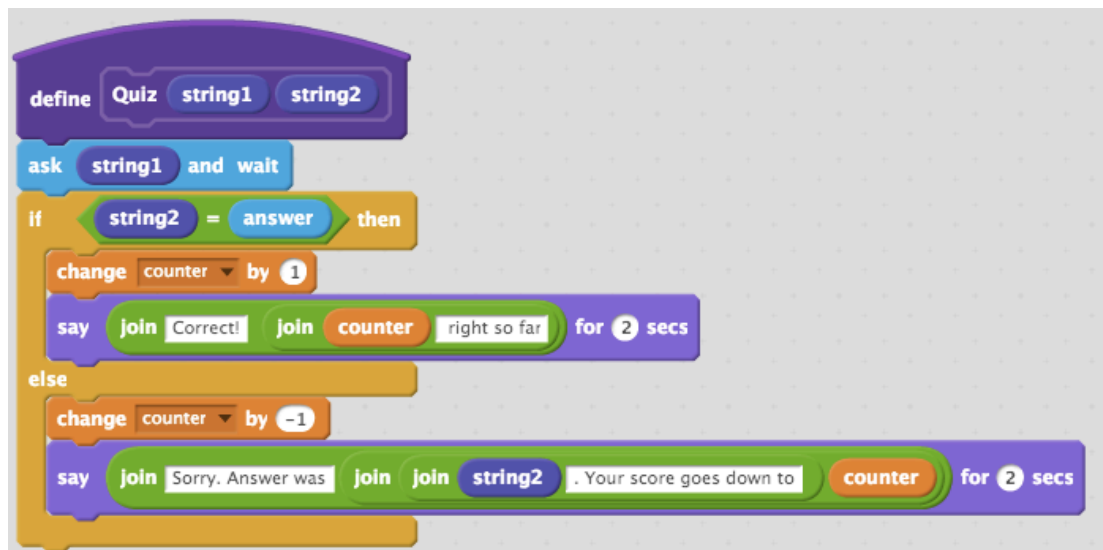 define Quiz string1 string2
ask string1 and wait
if string2 = answer then
change counter by 1
say join Correct! join counter right so far for 2 secs
else
change counter by -1
say join Sorry. Answer was join join string2 . Your score goes down to counter for 2 secs